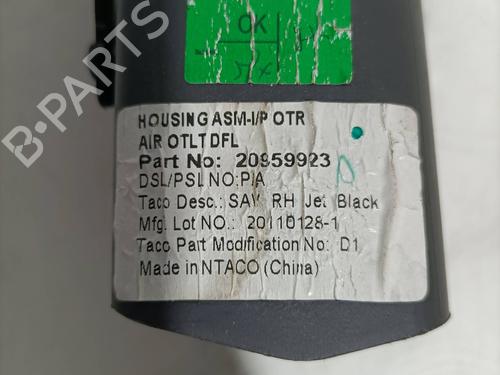 OK
HOUSING ASM-I/P OTR
AIR OTLT DFL
Part No: 20959923
DSL/PSL NO:P/A
Taco Desc.: SAV RH Jet Black
Mfg. Lot NO.: 20110128-1
Taco Part Modification No: D1
Made in NTACO (China)
B-PARTS